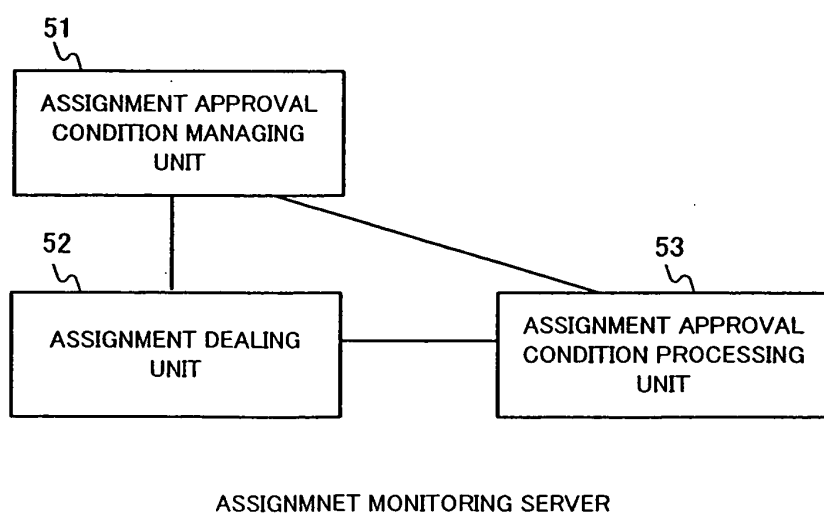 51
ASSIGNMENT APPROVAL
CONDITION MANAGING
UNIT
52
ASSIGNMENT DEALING
UNIT
53
ASSIGNMENT APPROVAL
CONDITION PROCESSING
UNIT
ASSIGNMNET MONITORING SERVER